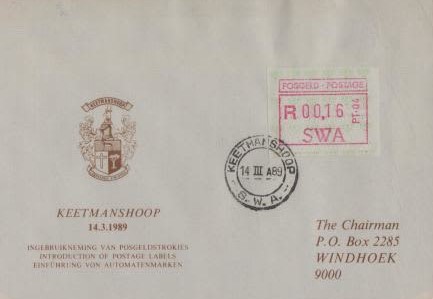 POSGELD - POSTAGE
R 00,16
PT-04
SWA
KEETMANSHOOP
14 III A89
S.W.A.
KEETMANSHOOP
KEETMANSHOOP
14.3.1989
INGEBRUIKNEMING VAN POSGELDSTROKIES
INTRODUCTION OF POSTAGE LABELS
EINFÜHRUNG VON AUTOMATENMARKEN
The Chairman
P.O. Box 2285
WINDHOEK
9000